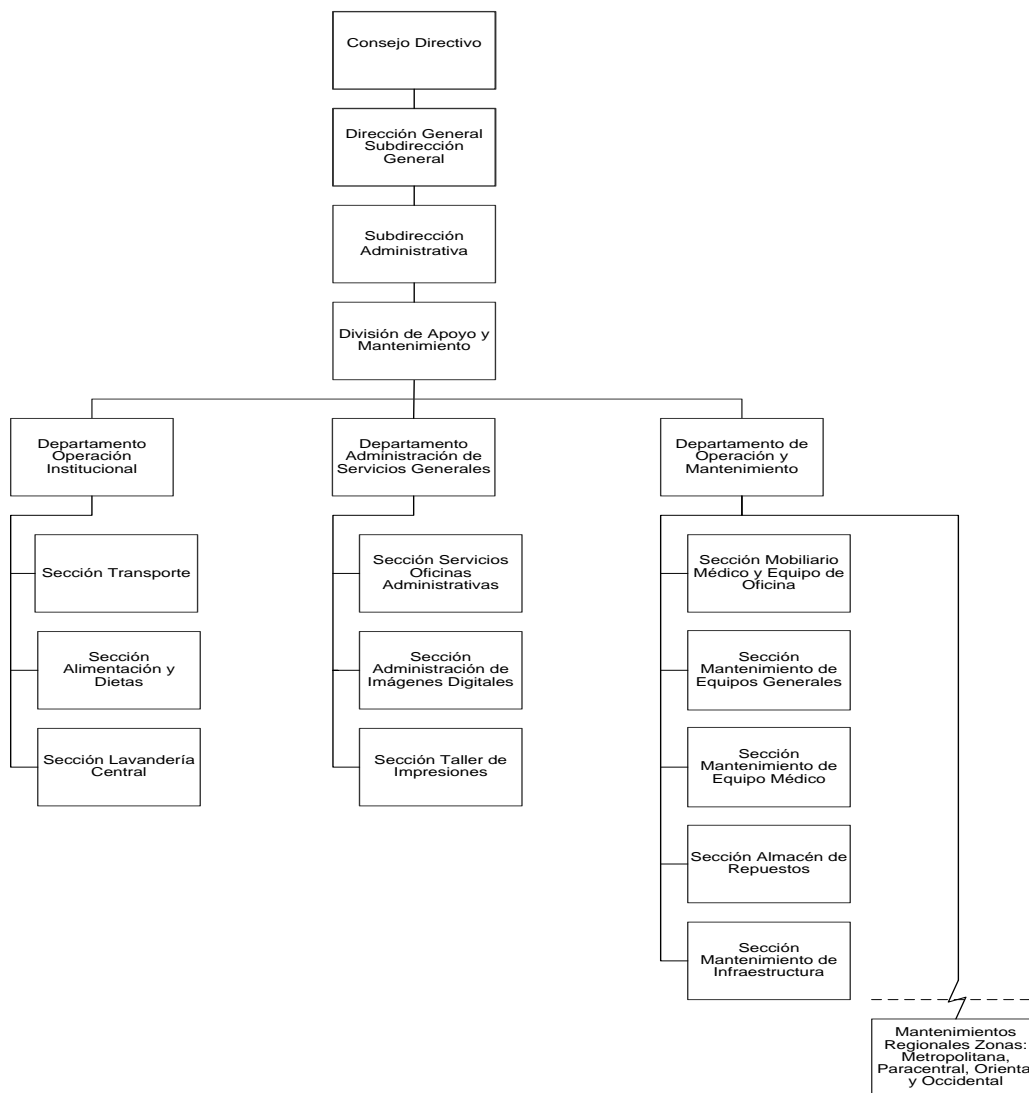 Consejo Directivo
Dirección General
Subdirección
General
Subdirección
Administrativa
División de Apoyo y
Mantenimiento
Departamento
Operación
Institucional
Departamento
Administración de
Servicios Generales
Departamento de
Operación y
Mantenimiento
Sección Transporte
Sección
Alimentación y
Dietas
Sección Lavandería
Central
Sección Servicios
Oficinas
Administrativas
Sección
Administración de
Imágenes Digitales
Sección Taller de
Impresiones
Sección Mobiliario
Médico y Equipo de
Oficina
Sección
Mantenimiento de
Equipos Generales
Sección
Mantenimiento de
Equipo Médico
Sección Almacén de
Repuestos
Sección
Mantenimiento de
Infraestructura
Mantenimientos
Regionales Zonas:
Metropolitana,
Paracentral, Orienta
y Occidental